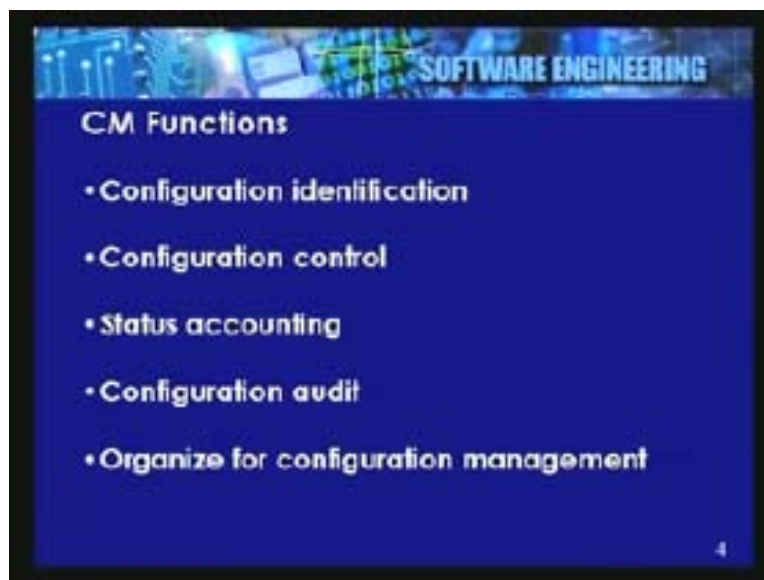 SOFTWARE ENGINEERING
CM Functions
•Configuration identification
•Configuration control
•Status accounting
•Configuration audit
•Organize for configuration management
4